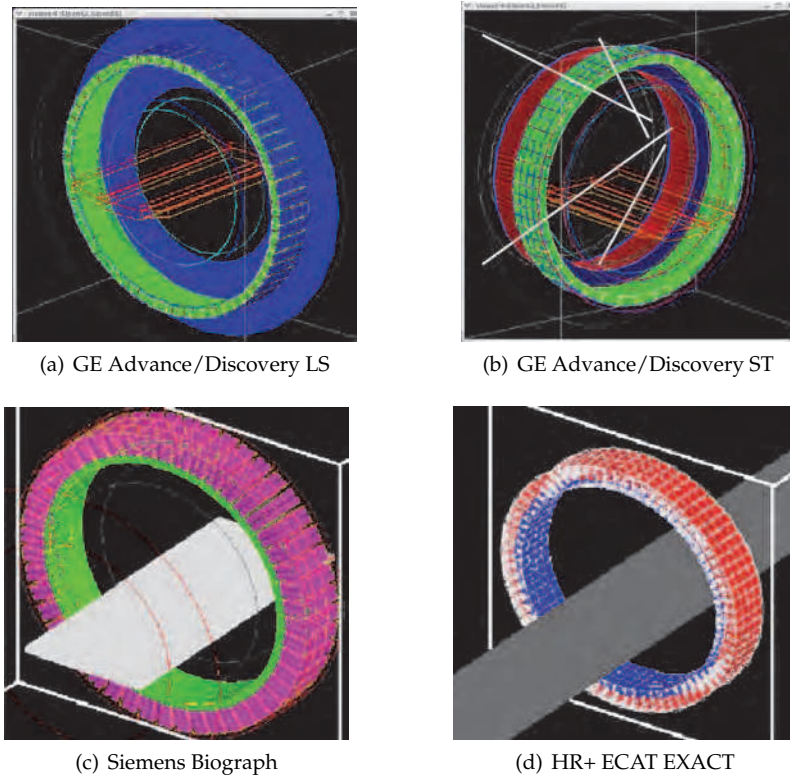 (a) GE Advance/Discovery LS
(b) GE Advance/Discovery ST
(c) Siemens Biograph
(d) HR+ ECAT EXACT